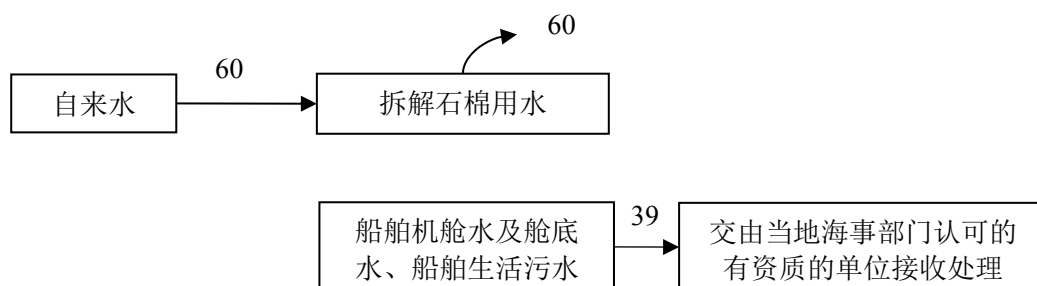 60
60
自来水
拆解石棉用水
船舶机舱水及舱底
水、船舶生活污水
39
交由当地海事部门认可的
有资质的单位接收处理